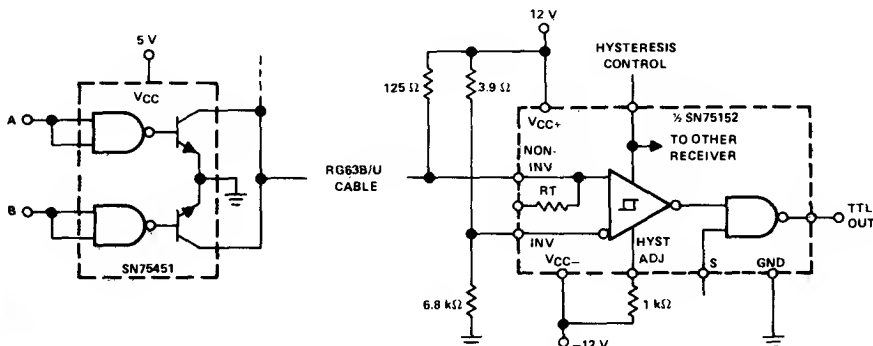 5 V
VCC
A
B
SN75451
RG63B/U
CABLE
12 V
125 Ω
3.9 Ω
HYSTERESIS
CONTROL
½ SN75152
VCC+
TO OTHER
RECEIVER
NON-
INV
RT
INV
VCC−
HYST
ADJ
S
GND
TTL
OUT
6.8 kΩ
1 kΩ
−12 V